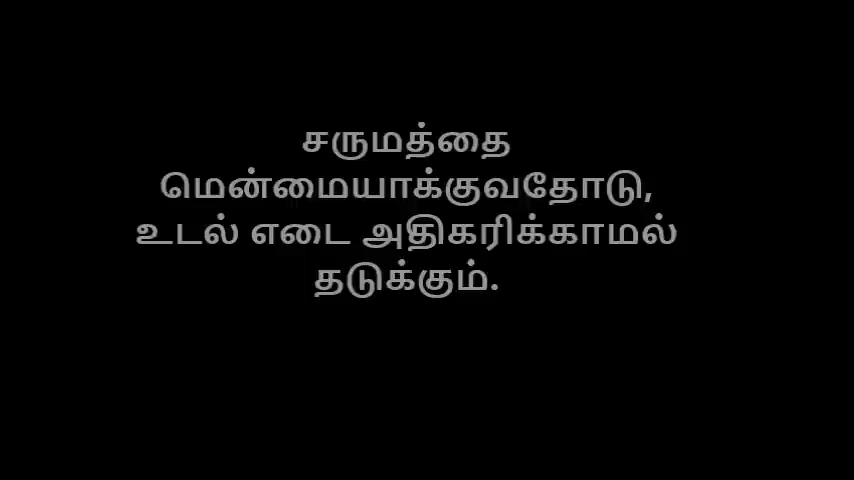 சருமத்தை
மென்மையாக்குவதோடு,
உடல் எடை அதிகரிக்காமல்
தடுக்கும்.